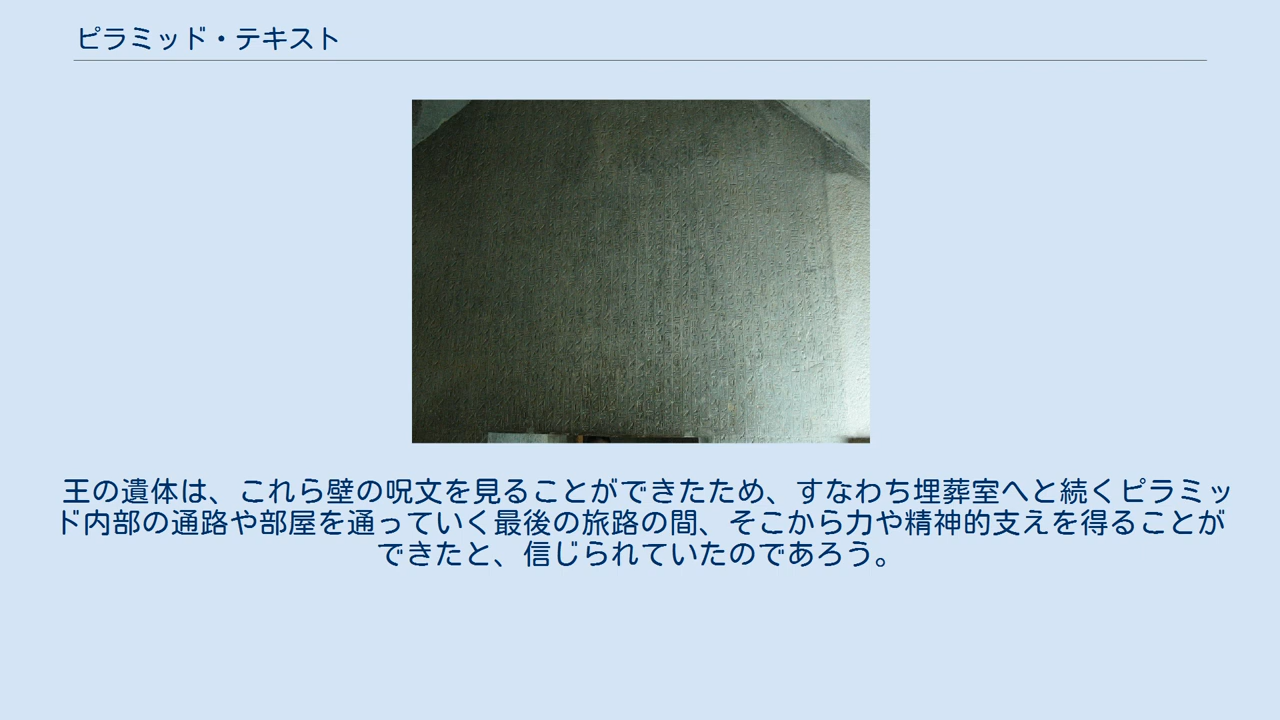 ピラミッド・テキスト
王の遺体は、これら壁の呪文を見ることができたため、すなわち埋葬室へと続くピラミッ
ド内部の通路や部屋を通っていく最後の旅路の間、そこから力や精神的支えを得ることが
できたと、信じられていたのであろう。